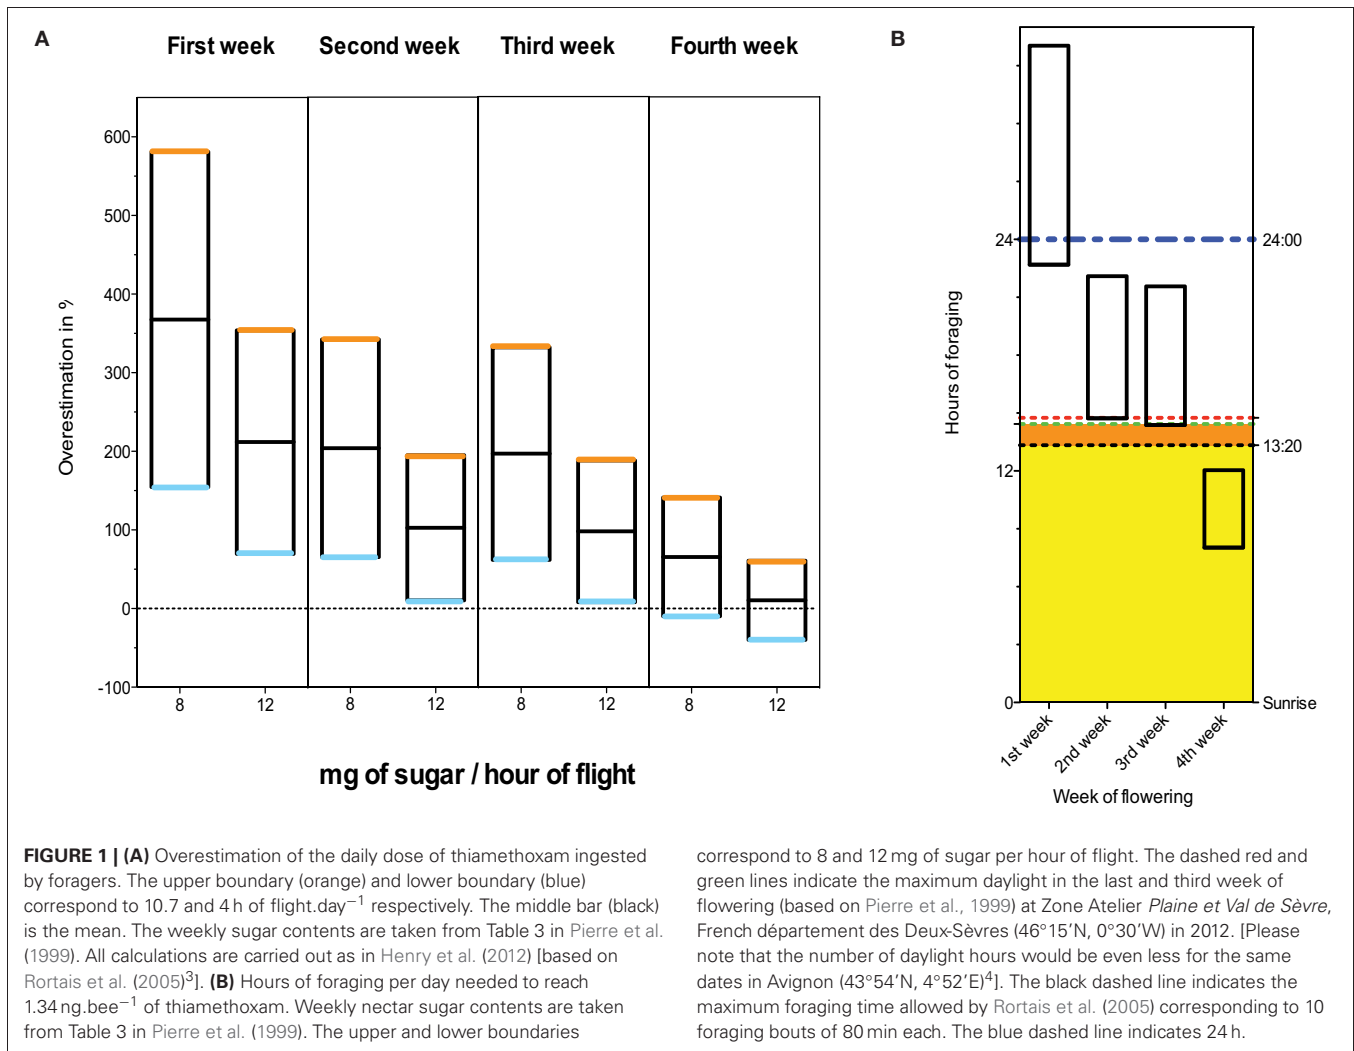 A
First week
Second week
Third week
Fourth week
Overestimation in %
600
500
400
300
200
100
0
-100
8
12
8
12
8
12
8
12
mg of sugar / hour of flight
B
Hours of foraging
24
12
0
24:00
13:20
Sunrise
1st week
2nd week
3rd week
4th week
Week of flowering
FIGURE 1 | (A) Overestimation of the daily dose of thiamethoxam ingested
by foragers. The upper boundary (orange) and lower boundary (blue)
correspond to 10.7 and 4 h of flight.day⁻¹ respectively. The middle bar (black)
is the mean. The weekly sugar contents are taken from Table 3 in Pierre et al.
(1999). All calculations are carried out as in Henry et al. (2012) [based on
Rortais et al. (2005)³]. (B) Hours of foraging per day needed to reach
1.34 ng.bee⁻¹ of thiamethoxam. Weekly nectar sugar contents are taken
from Table 3 in Pierre et al. (1999). The upper and lower boundaries
correspond to 8 and 12 mg of sugar per hour of flight. The dashed red and
green lines indicate the maximum daylight in the last and third week of
flowering (based on Pierre et al., 1999) at Zone Atelier Plaine et Val de Sèvre,
French département des Deux-Sèvres (46°15′N, 0°30′W) in 2012. [Please
note that the number of daylight hours would be even less for the same
dates in Avignon (43°54′N, 4°52′E)⁴]. The black dashed line indicates the
maximum foraging time allowed by Rortais et al. (2005) corresponding to 10
foraging bouts of 80 min each. The blue dashed line indicates 24 h.